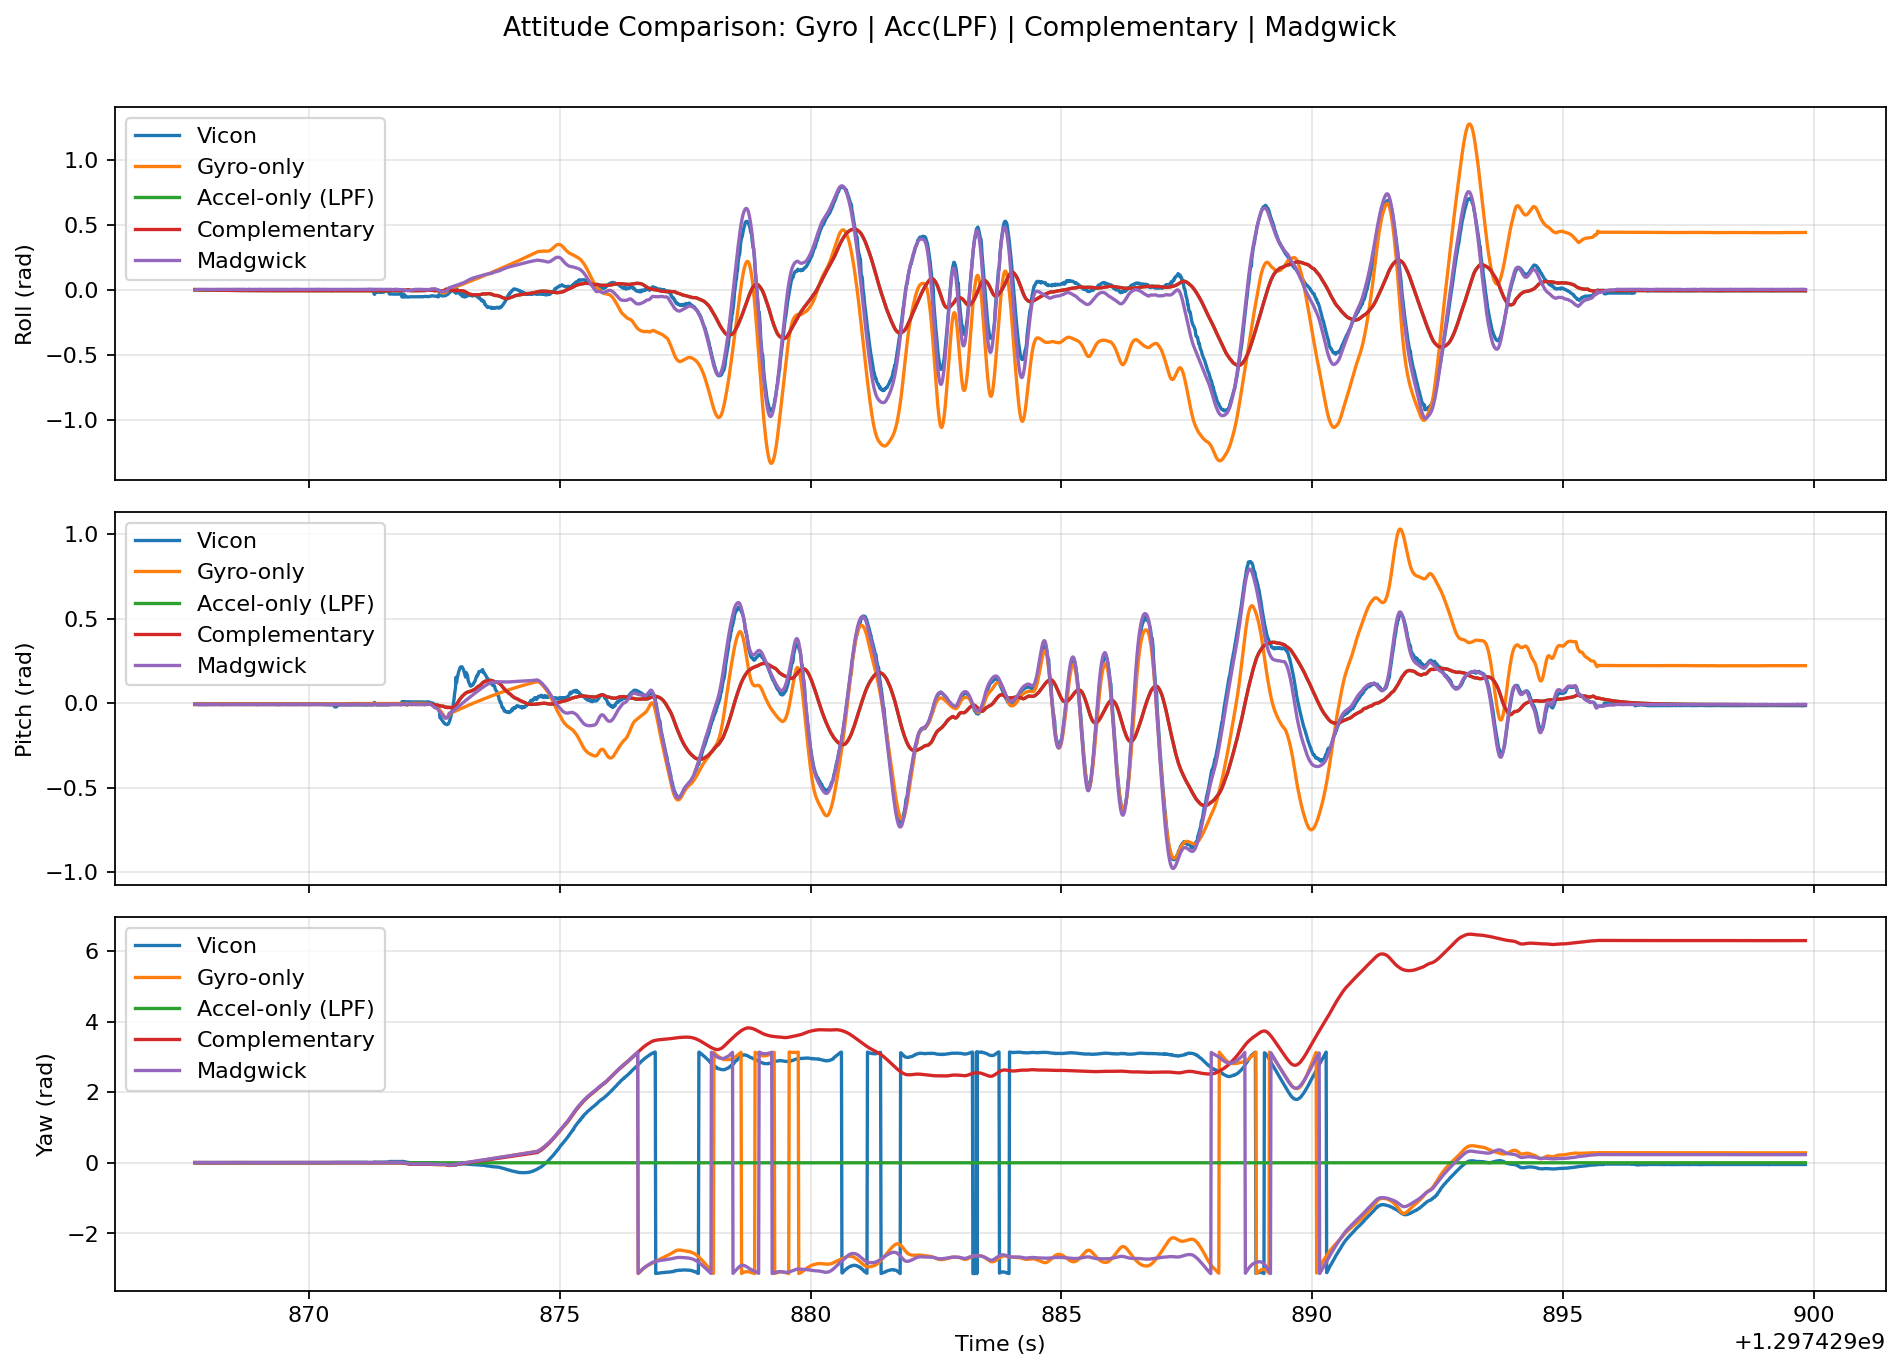 Attitude Comparison: Gyro | Acc(LPF) | Complementary | Madgwick
Roll (rad)
1.0
0.5
0.0
−0.5
−1.0
Vicon
Gyro-only
Accel-only (LPF)
Complementary
Madgwick
Pitch (rad)
1.0
0.5
0.0
−0.5
−1.0
Vicon
Gyro-only
Accel-only (LPF)
Complementary
Madgwick
Yaw (rad)
6
4
2
0
−2
Vicon
Gyro-only
Accel-only (LPF)
Complementary
Madgwick
870 875 880 885 890 895 900
Time (s)
+1.297429e9